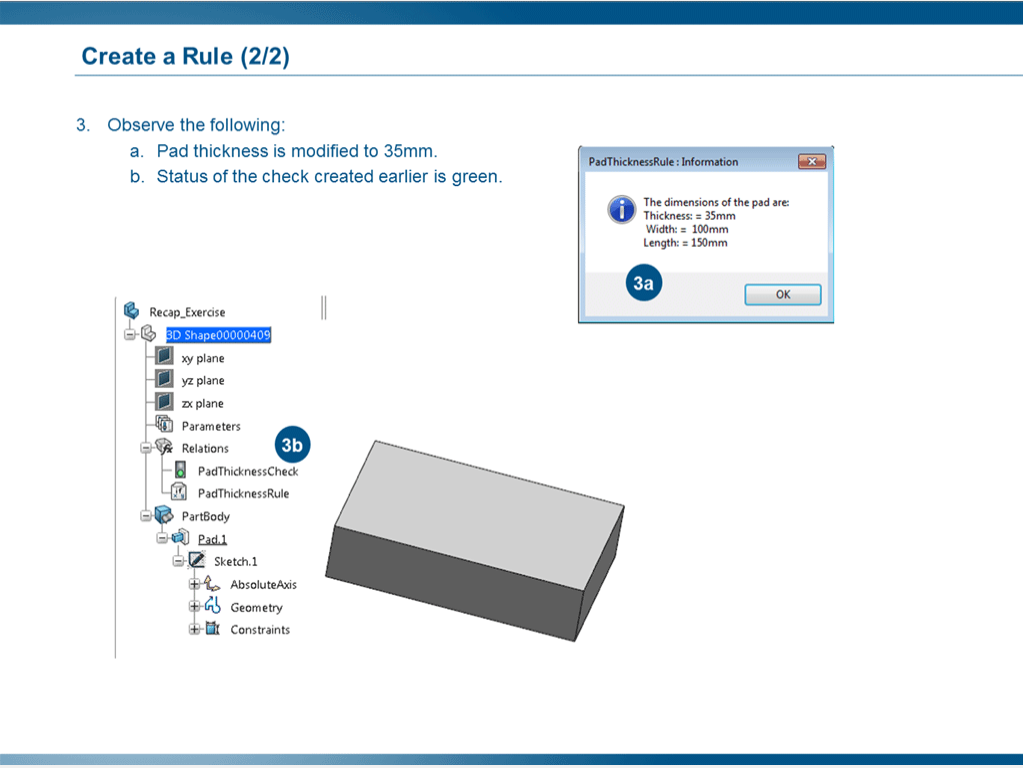 Create a Rule (2/2)
3. Observe the following:
a. Pad thickness is modified to 35mm.
b. Status of the check created earlier is green.
PadThicknessRule : Information
The dimensions of the pad are:
Thickness: = 35mm
Width: = 100mm
Length: = 150mm
3a
OK
Recap_Exercise
3D Shape00000409
xy plane
yz plane
zx plane
Parameters
3b
Relations
PadThicknessCheck
PadThicknessRule
PartBody
Pad.1
Sketch.1
AbsoluteAxis
Geometry
Constraints